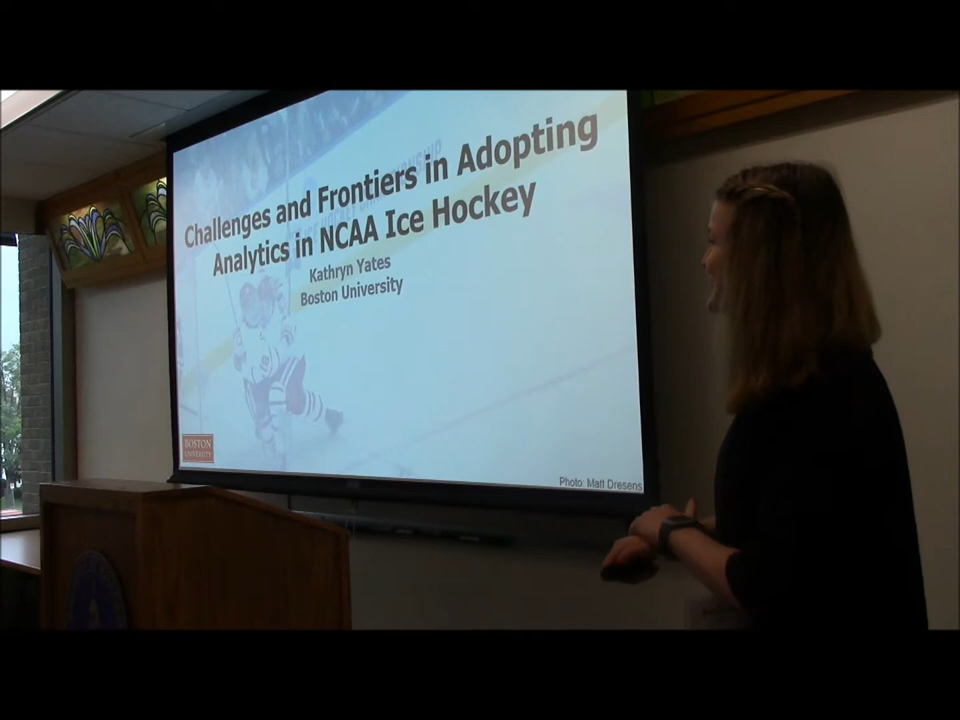 Challenges and Frontiers in Adopting
Analytics in NCAA Ice Hockey
Kathryn Yates
Boston University
BOSTON
UNIVERSITY
Photo: Matt Dresens